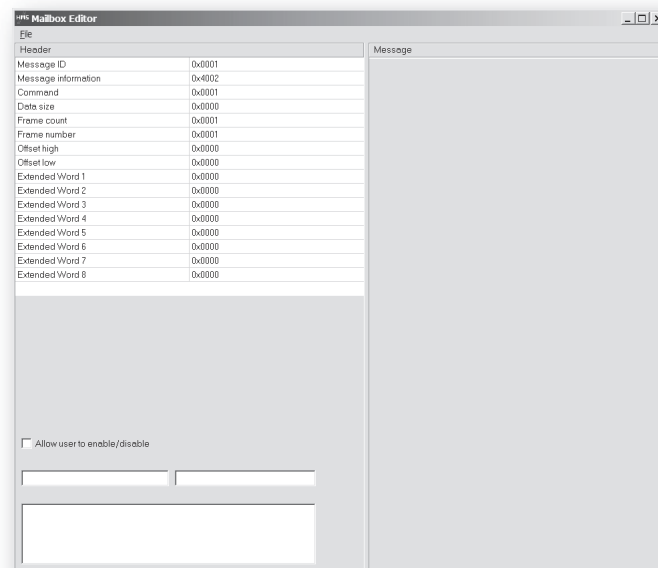 HMS Mailbox Editor
File
Header
Message ID 0x0001
Message information 0x4002
Command 0x0001
Data size 0x0000
Frame count 0x0001
Frame number 0x0001
Offset high 0x0000
Offset low 0x0000
Extended Word 1 0x0000
Extended Word 2 0x0000
Extended Word 3 0x0000
Extended Word 4 0x0000
Extended Word 5 0x0000
Extended Word 6 0x0000
Extended Word 7 0x0000
Extended Word 8 0x0000
Allow user to enable/disable
Message